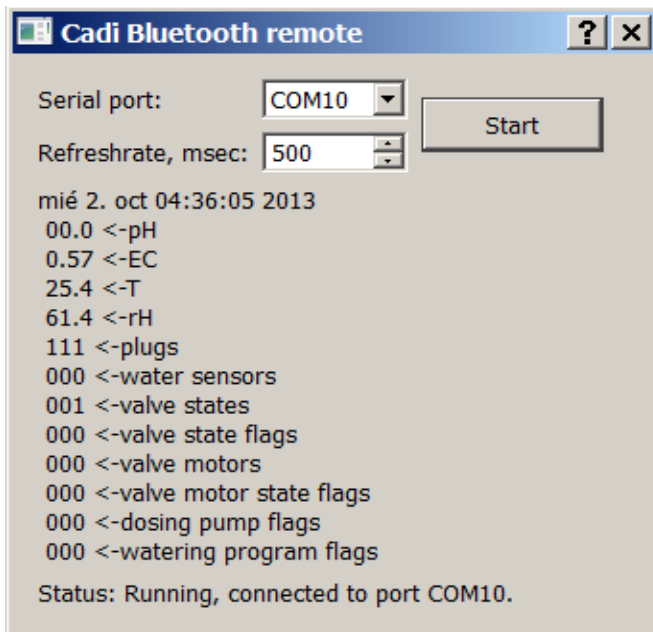 Cadi Bluetooth remote
Serial port: COM10
Start
Refreshrate, msec: 500
mié 2. oct 04:36:05 2013
00.0 <-pH
0.57 <-EC
25.4 <-T
61.4 <-rH
111 <-plugs
000 <-water sensors
001 <-valve states
000 <-valve state flags
000 <-valve motors
000 <-valve motor state flags
000 <-dosing pump flags
000 <-watering program flags
Status: Running, connected to port COM10.